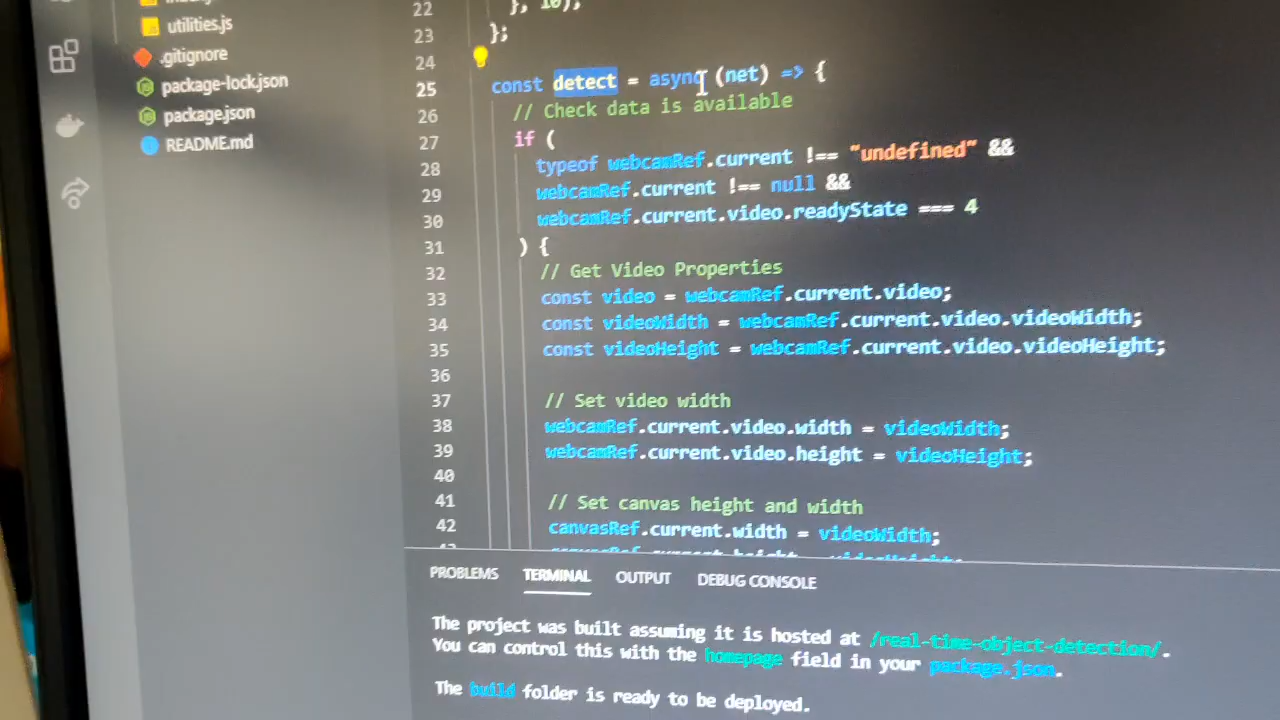 utilities.js
.gitignore
package-lock.json
package.json
README.md
22 }, 10);
23 };
24
25 const detect = async (net) => {
26 // Check data is available
27 if (
28 typeof webcamRef.current !== "undefined" &&
29 webcamRef.current !== null &&
30 webcamRef.current.video.readyState === 4
31 ) {
32 // Get Video Properties
33 const video = webcamRef.current.video;
34 const videoWidth = webcamRef.current.video.videoWidth;
35 const videoHeight = webcamRef.current.video.videoHeight;
36
37 // Set video width
38 webcamRef.current.video.width = videoWidth;
39 webcamRef.current.video.height = videoHeight;
40
41 // Set canvas height and width
42 canvasRef.current.width = videoWidth;
PROBLEMS TERMINAL OUTPUT DEBUG CONSOLE
The project was built assuming it is hosted at /real-time-object-detection/.
You can control this with the homepage field in your package.json.
The build folder is ready to be deployed.